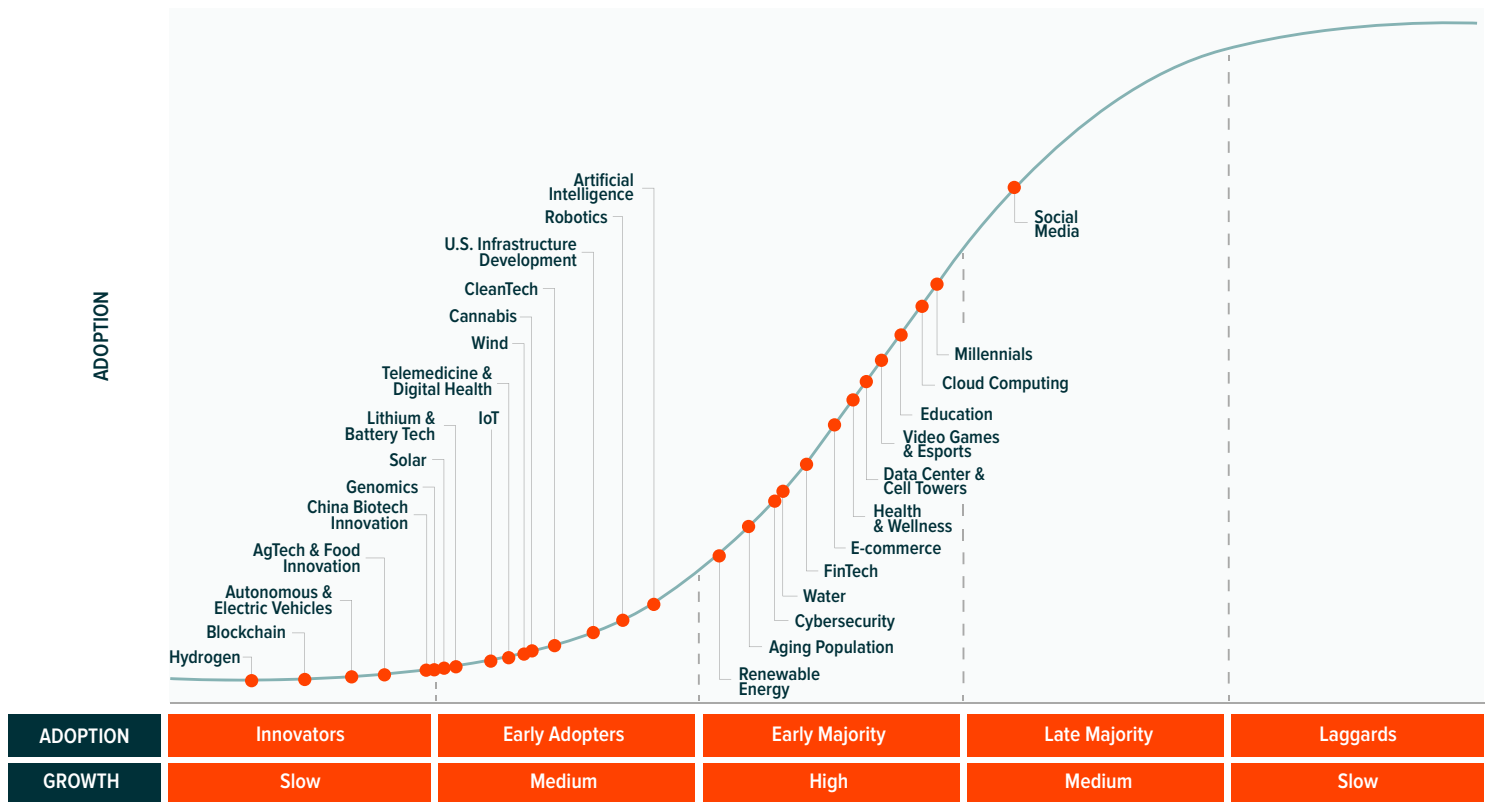 ADOPTION
Artificial
Intelligence
Robotics
U.S. Infrastructure
Development
CleanTech
Cannabis
Wind
Telemedicine &
Digital Health
IoT
Lithium &
Battery Tech
Solar
Genomics
China Biotech
Innovation
AgTech & Food
Innovation
Autonomous &
Electric Vehicles
Blockchain
Hydrogen
Social
Media
Millennials
Cloud Computing
Education
Video Games
& Esports
Data Center &
Cell Towers
Health
& Wellness
E-commerce
FinTech
Water
Cybersecurity
Aging Population
Renewable
Energy
ADOPTION
Innovators
Early Adopters
Early Majority
Late Majority
Laggards
GROWTH
Slow
Medium
High
Medium
Slow